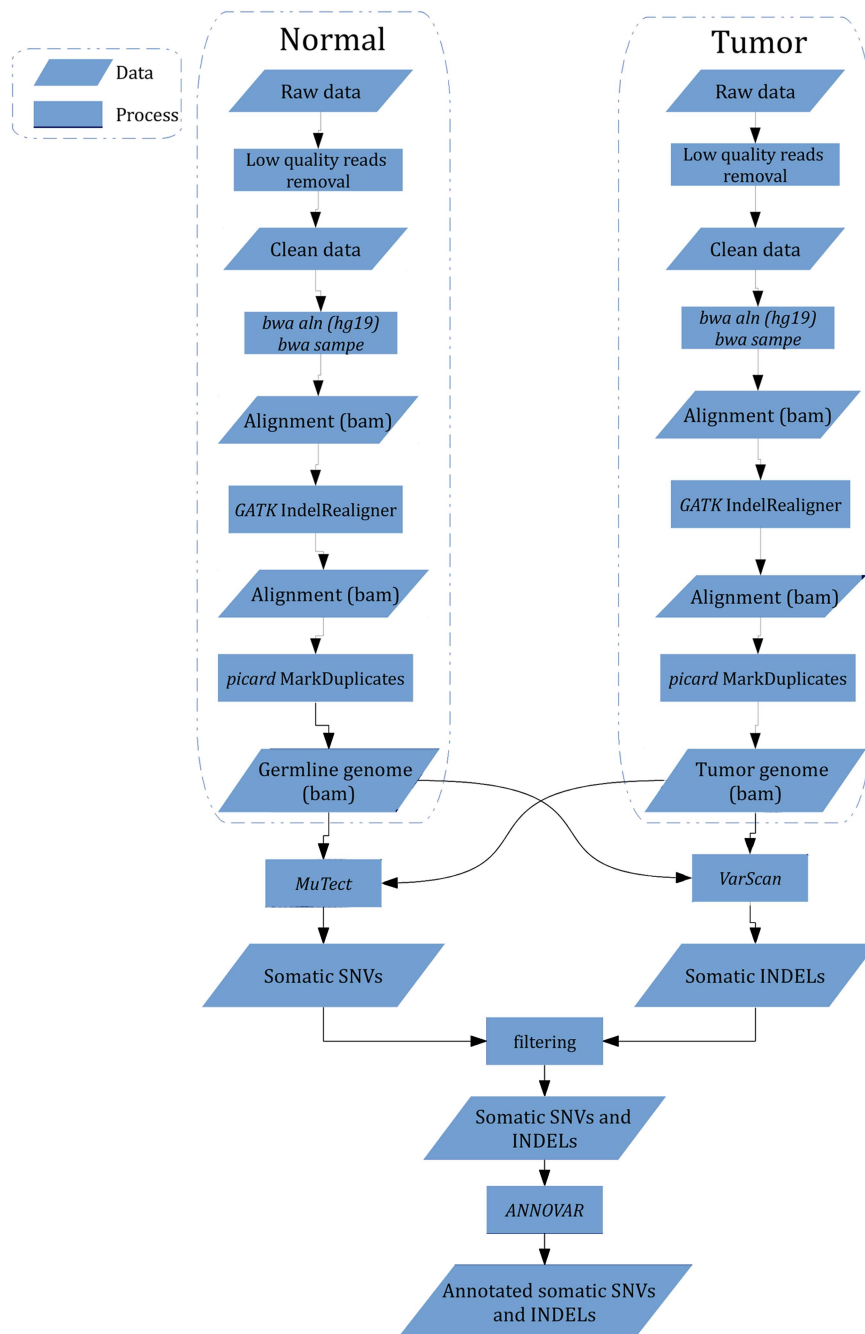 Normal
Tumor
Data
Process
Raw data
Low quality reads
removal
Clean data
bwa aln (hg19)
bwa sampe
Alignment (bam)
GATK IndelRealigner
Alignment (bam)
picard MarkDuplicates
Germline genome
(bam)
Raw data
Low quality reads
removal
Clean data
bwa aln (hg19)
bwa sampe
Alignment (bam)
GATK IndelRealigner
Alignment (bam)
picard MarkDuplicates
Tumor genome
(bam)
MuTect
VarScan
Somatic SNVs
Somatic INDELs
filtering
Somatic SNVs and
INDELs
ANNOVAR
Annotated somatic SNVs
and INDELs